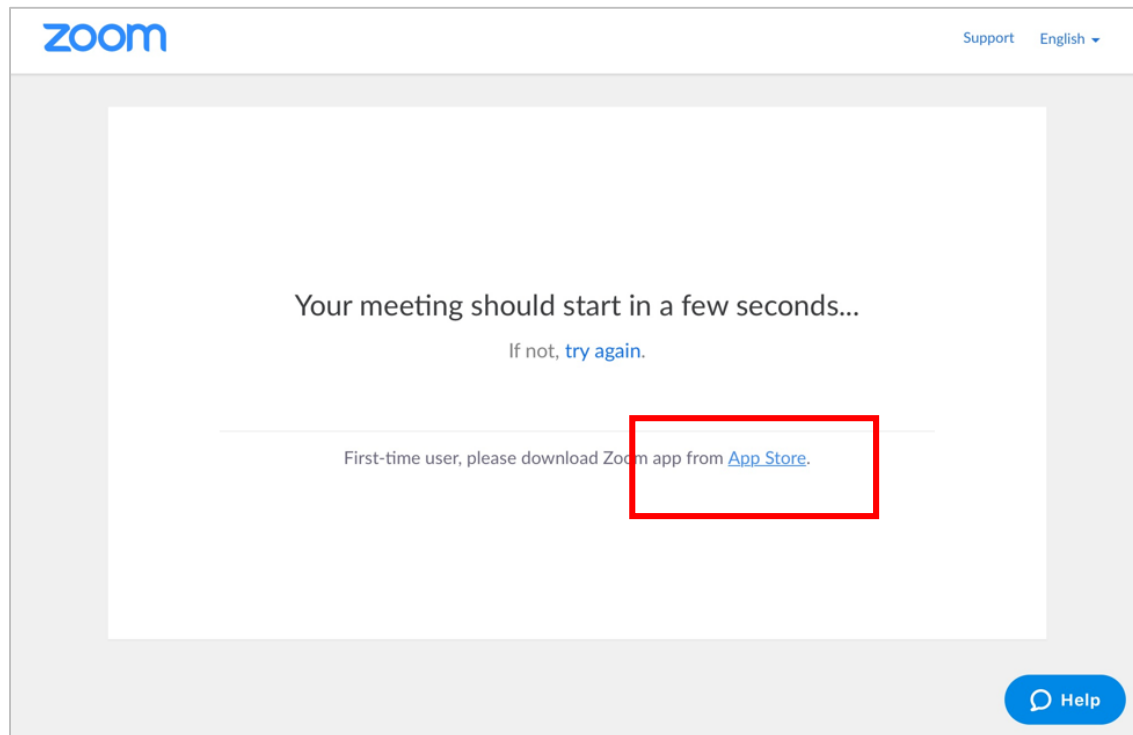 zoom
Support English
Your meeting should start in a few seconds...
If not, try again.
First-time user, please download Zoom app from App Store.
Help